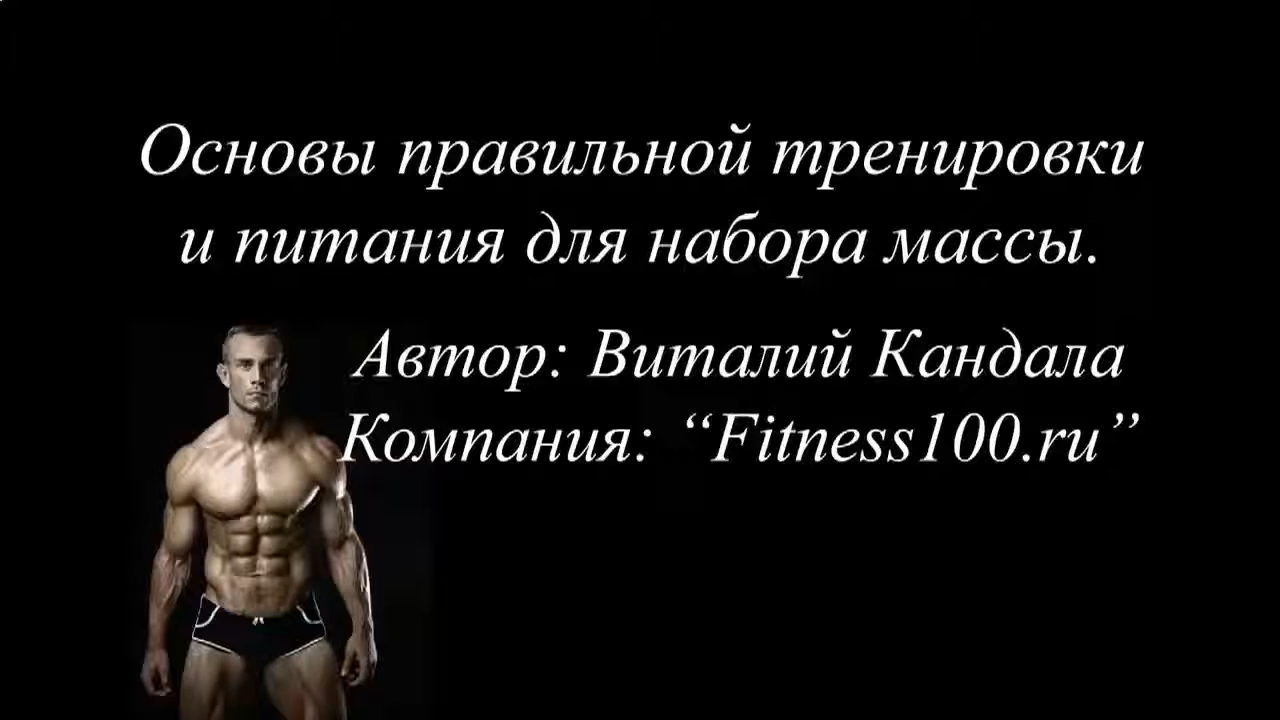 Основы правильной тренировки
и питания для набора массы.
Автор: Виталий Кандала
Компания: “Fitness100.ru”